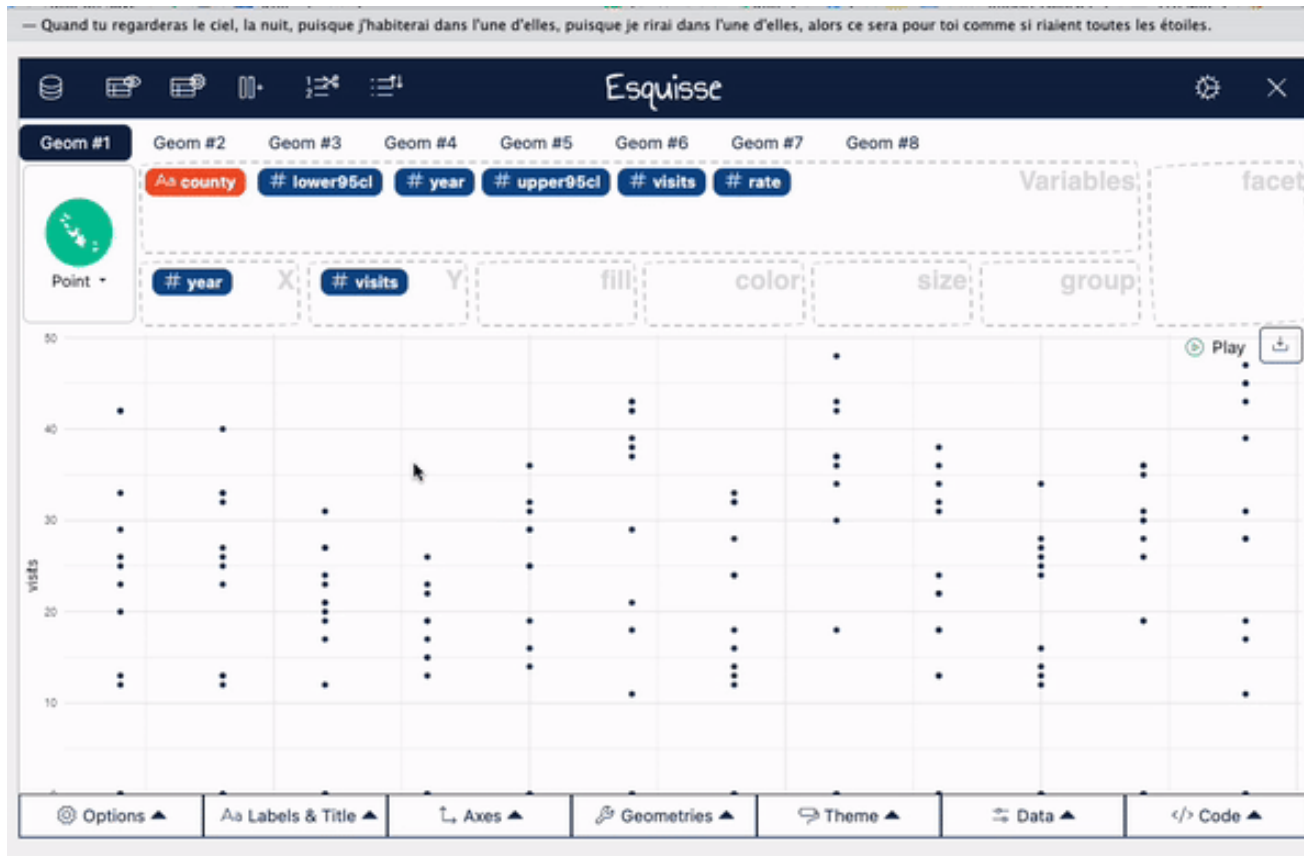 — Quand tu regarderas le ciel, la nuit, puisque j'habiterai dans l'une d'elles, puisque je rirai dans l'une d'elles, alors ce sera pour toi comme si riaient toutes les étoiles.
Esquisse
Geom #1 Geom #2 Geom #3 Geom #4 Geom #5 Geom #6 Geom #7 Geom #8
Aa county # lower95cl # year # upper95cl # visits # rate Variables facet
Point
# year X # visits Y fill color size group
Play
50
40
30
20
10
visits
Options Aa Labels & Title Axes Geometries Theme Data </> Code